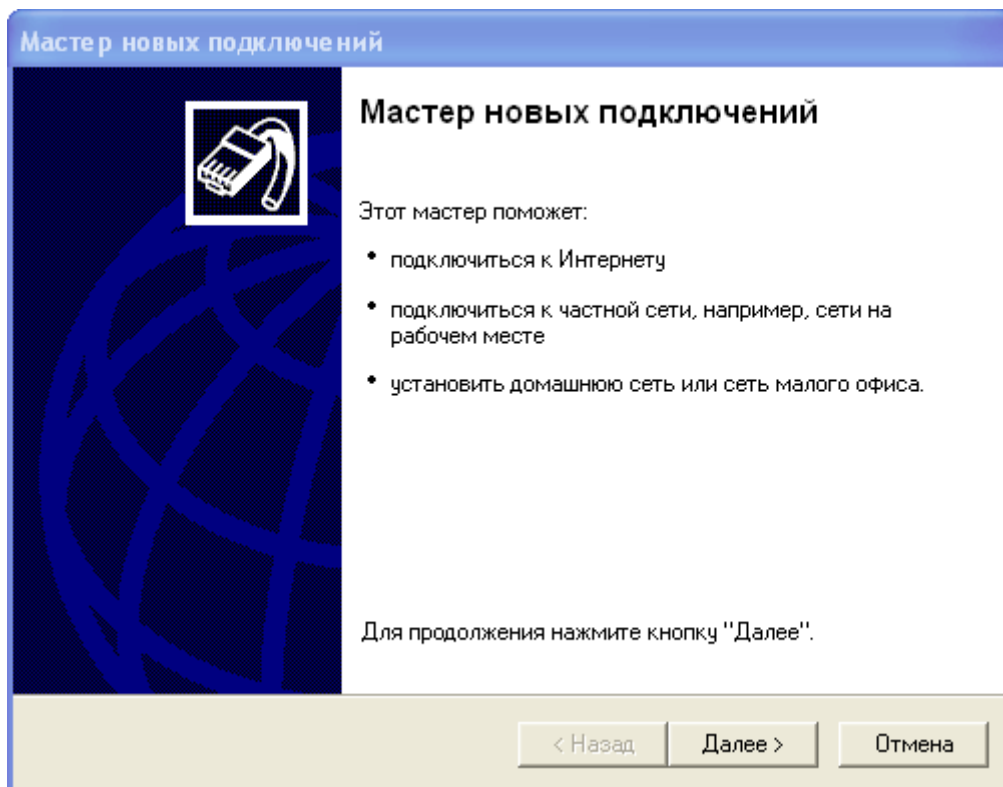 Мастер новых подключений
Мастер новых подключений
Этот мастер поможет:
• подключиться к Интернету
• подключиться к частной сети, например, сети на
рабочем месте
• установить домашнюю сеть или сеть малого офиса.
Для продолжения нажмите кнопку "Далее".
< Назад Далее > Отмена